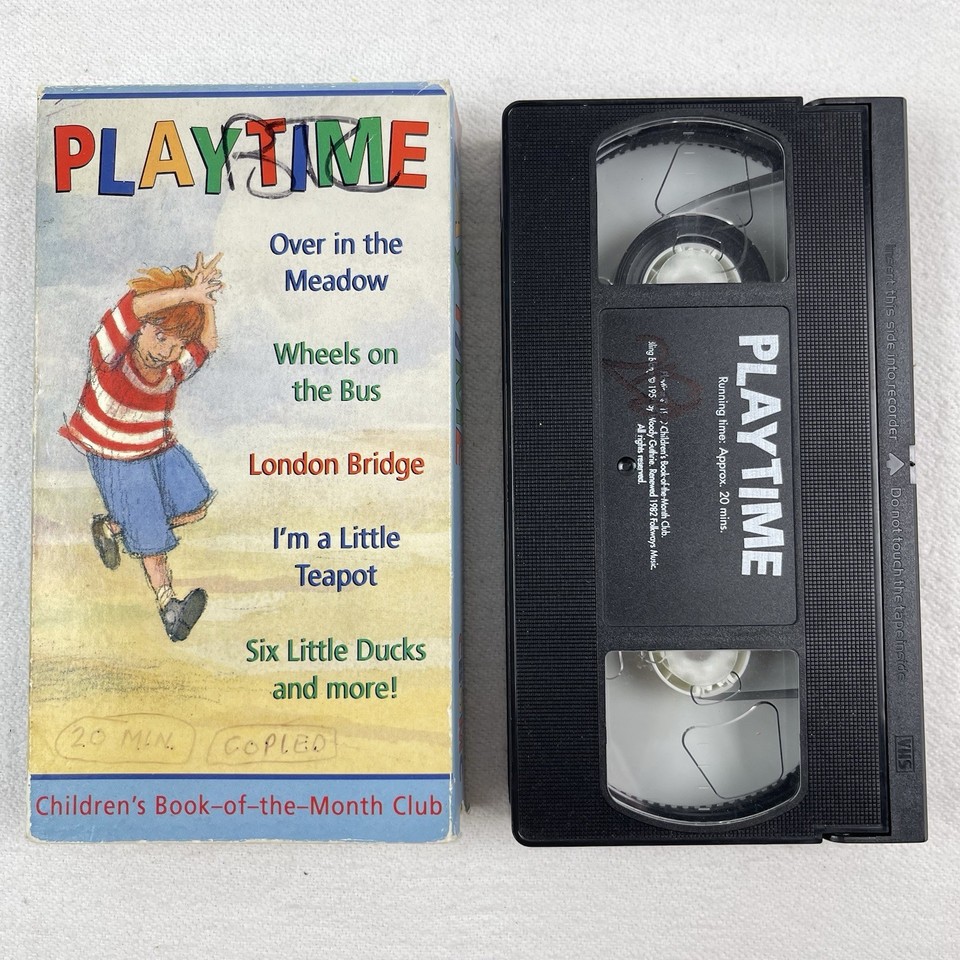 PLAYTIME
Over in the
Meadow
Wheels on
the Bus
London Bridge
I'm a Little
Teapot
Six Little Ducks
and more!
20 MIN.
COPIED
Children's Book-of-the-Month Club
PLAYTIME
Running time: Approx. 20 mins.
Children's Book-of-the-Month Club.
Woody Guthrie. Renewed 1982 Folkways Music.
All rights reserved.
Insert this side into recorder
Do not touch the tape inside
VHS